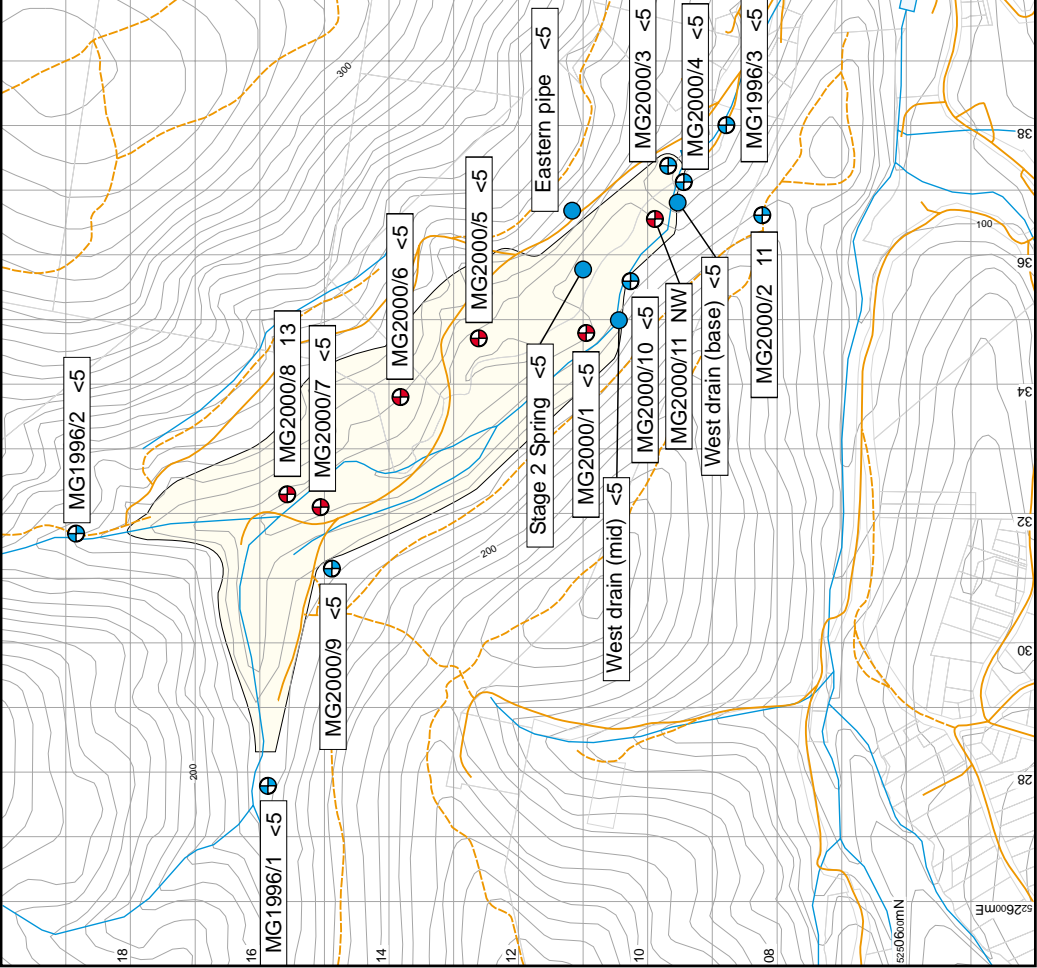 300
Eastern pipe <5
MG2000/3 <5
MG2000/4 <5
MG1996/3 <5
MG2000/5 <5
MG2000/6 <5
MG2000/8 13
MG2000/7 <5
MG1996/2 <5
Stage 2 Spring <5
MG2000/1 <5
West drain (mid) <5
MG2000/10 <5
MG2000/11 NW
West drain (base) <5
MG2000/2 11
MG2000/9 <5
MG1996/1 <5
200
200
100
18
16
14
12
10
08
525060​0mN
522600mE
28
30
32
34
36
38